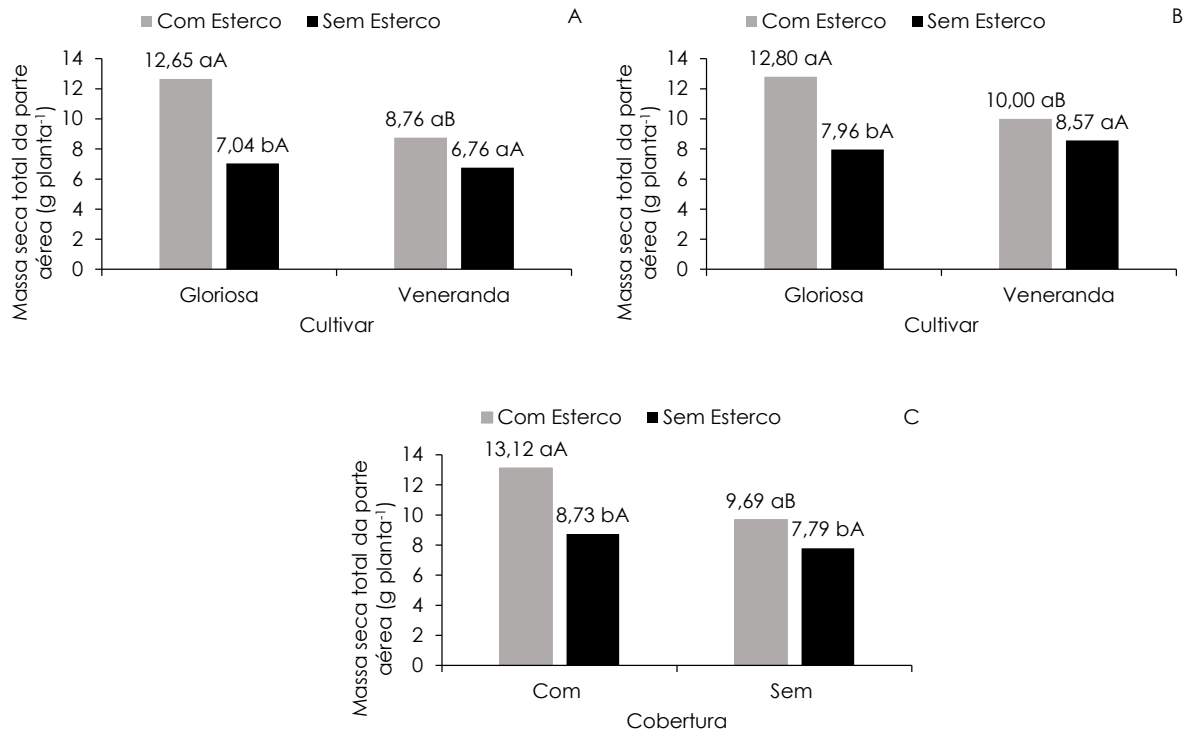 Com Esterco Sem Esterco A
Massa seca total da parte
aérea (g planta-1)
14
12
10
8
6
4
2
0
12,65 aA
7,04 bA
8,76 aB
6,76 aA
Gloriosa Veneranda
Cultivar
Com Esterco Sem Esterco B
Massa seca total da parte
aérea (g planta-1)
14
12
10
8
6
4
2
0
12,80 aA
7,96 bA
10,00 aB
8,57 aA
Gloriosa Veneranda
Cultivar
Com Esterco Sem Esterco C
Massa seca total da parte
aérea (g planta-1)
14
12
10
8
6
4
2
0
13,12 aA
8,73 bA
9,69 aB
7,79 bA
Com Sem
Cobertura